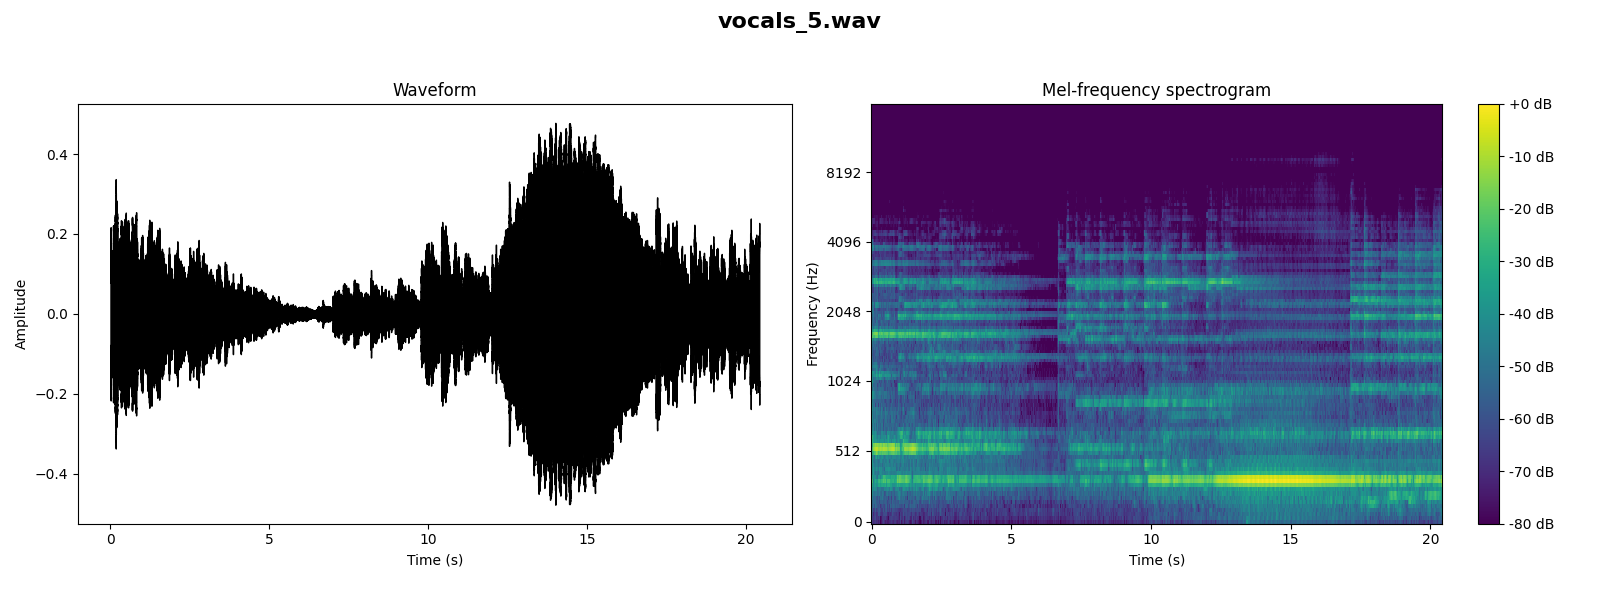 vocals_5.wav
Waveform
Amplitude
0.4
0.2
0.0
−0.2
−0.4
0 5 10 15 20
Time (s)
Mel-frequency spectrogram
Frequency (Hz)
8192
4096
2048
1024
512
0
0 5 10 15 20
Time (s)
+0 dB
-10 dB
-20 dB
-30 dB
-40 dB
-50 dB
-60 dB
-70 dB
-80 dB